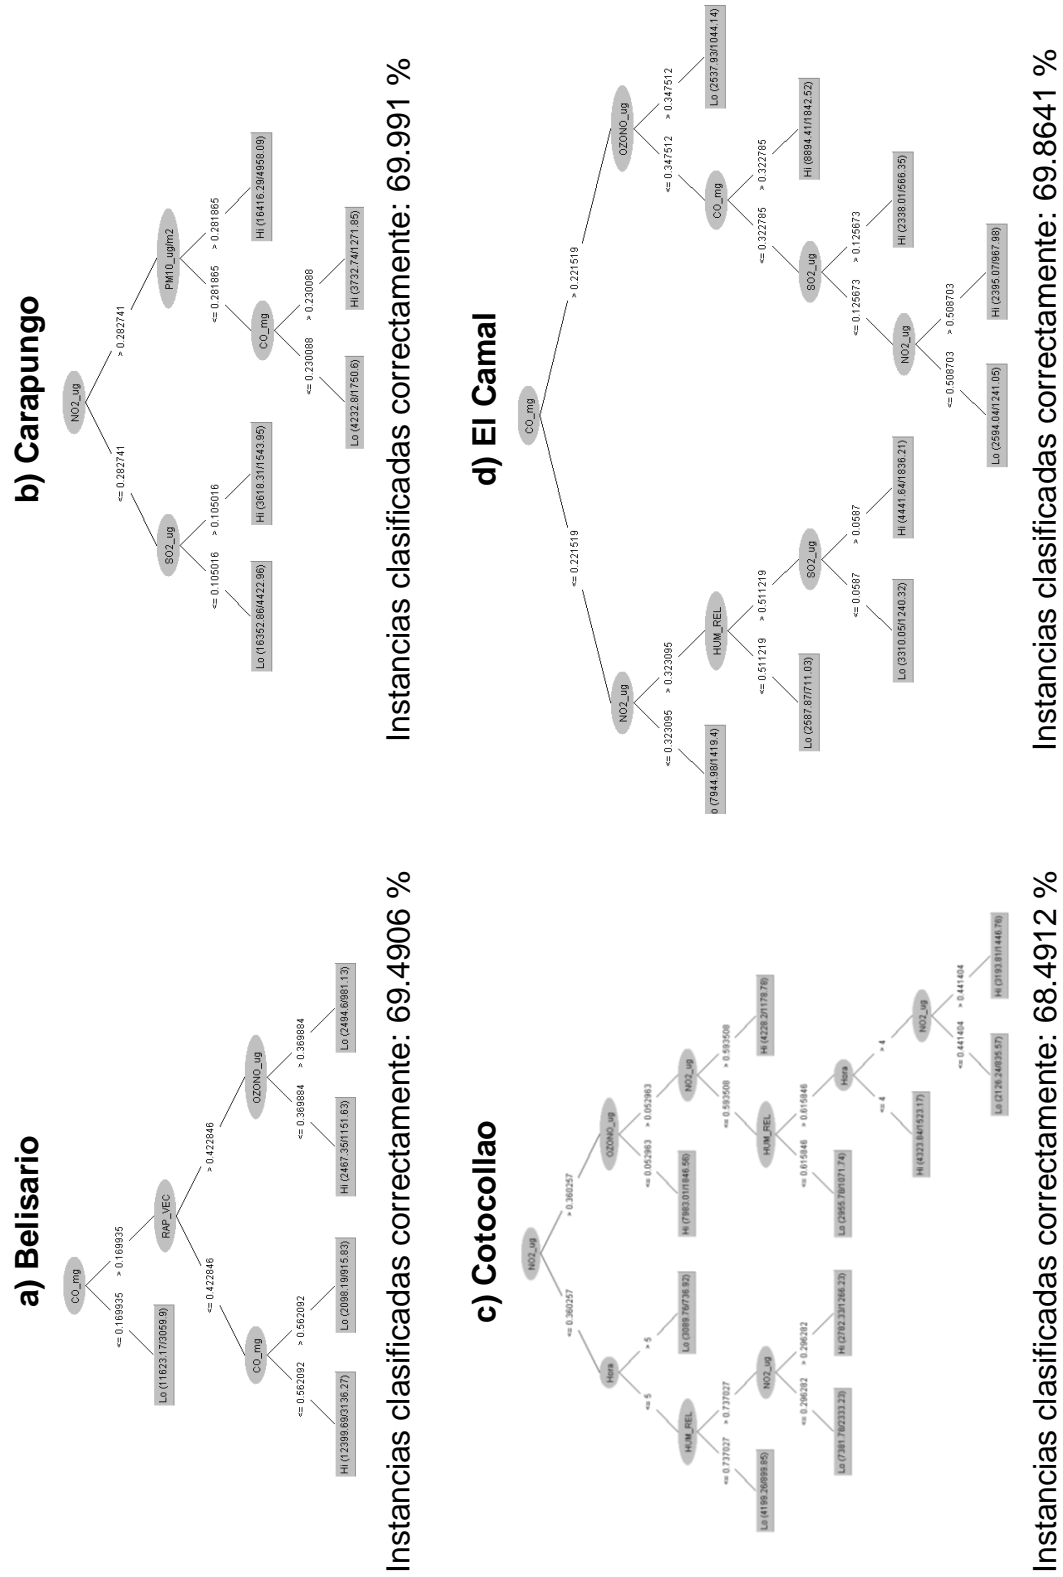 a) Belisario
CO_mg
<= 0.169935
> 0.169935
Lo (11623.17/3059.9)
RAP_VEC
<= 0.422846
> 0.422846
CO_mg
OZONO_ug
<= 0.562092
> 0.562092
<= 0.369884
> 0.369884
Hi (12399.69/3136.27)
Lo (2098.19/915.83)
Hi (2467.35/1151.63)
Lo (2494.6/981.13)
Instancias clasificadas correctamente: 69.4906 %
b) Carapungo
NO2_ug
<= 0.282741
> 0.282741
SO2_ug
PM10_ug/m2
<= 0.105016
> 0.105016
<= 0.281865
> 0.281865
Lo (16352.86/4422.96)
Hi (3618.31/1543.95)
CO_mg
Hi (16416.29/4958.09)
<= 0.230088
> 0.230088
Lo (4232.8/1750.6)
Hi (3732.74/1271.85)
Instancias clasificadas correctamente: 69.991 %
c) Cotocollao
NO2_ug
<= 0.360257
> 0.360257
Hora
OZONO_ug
<= 5
> 5
<= 0.052963
> 0.052963
HUM_REL
Lo (3089.76/736.92)
Hi (7983.01/1846.56)
NO2_ug
<= 0.737027
> 0.737027
<= 0.593508
> 0.593508
Lo (4199.26/899.85)
NO2_ug
HUM_REL
Hi (4228.2/1178.78)
<= 0.296282
> 0.296282
<= 0.615846
> 0.615846
Lo (7381.78/2333.23)
Hi (2782.33/1266.23)
Lo (2955.78/1071.74)
Hora
<= 4
> 4
Hi (4323.84/1523.17)
NO2_ug
<= 0.441404
> 0.441404
Lo (2126.24/835.57)
Hi (3193.81/1446.76)
Instancias clasificadas correctamente: 68.4912 %
d) El Camal
CO_mg
<= 0.221519
> 0.221519
NO2_ug
OZONO_ug
<= 0.323095
> 0.323095
<= 0.347512
> 0.347512
o (7944.98/1419.4)
HUM_REL
CO_mg
Lo (2537.93/1044.14)
<= 0.511219
> 0.511219
<= 0.322785
> 0.322785
Lo (2587.87/711.03)
SO2_ug
SO2_ug
Hi (8894.41/1842.52)
<= 0.0587
> 0.0587
<= 0.125673
> 0.125673
Lo (3310.05/1240.32)
Hi (4441.64/1836.21)
NO2_ug
Hi (2338.01/566.35)
<= 0.508703
> 0.508703
Lo (2594.04/1241.05)
Hi (2395.07/967.98)
Instancias clasificadas correctamente: 69.8641 %